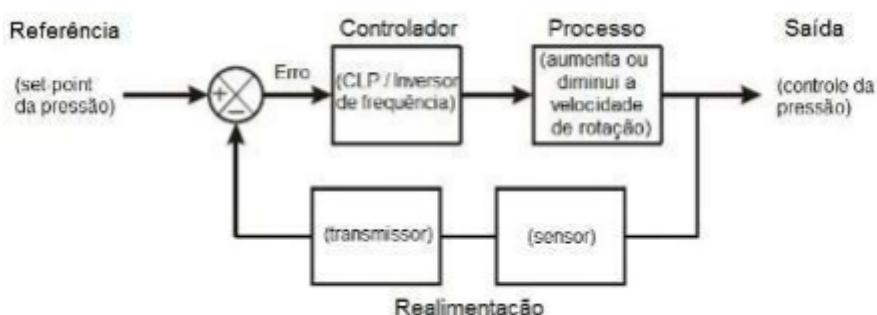 Referência
Controlador
Processo
Saída
(set-point
da pressão)
+
−
Erro
(CLP / Inversor
de frequência)
(aumenta ou
diminui a
velocidade
de rotação)
(controle da
pressão)
(transmissor)
(sensor)
Realimentação